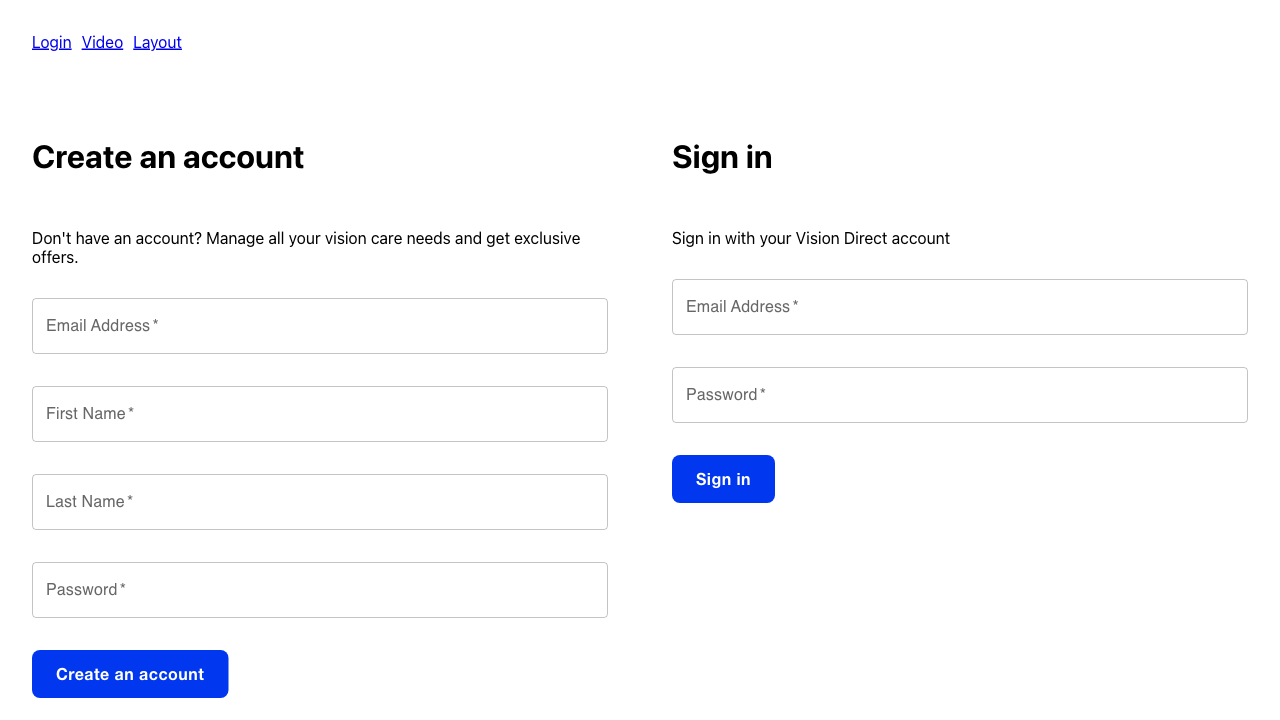 Login Video Layout
Create an account
Don't have an account? Manage all your vision care needs and get exclusive
offers.
Email Address *
First Name *
Last Name *
Password *
Create an account
Sign in
Sign in with your Vision Direct account
Email Address *
Password *
Sign in